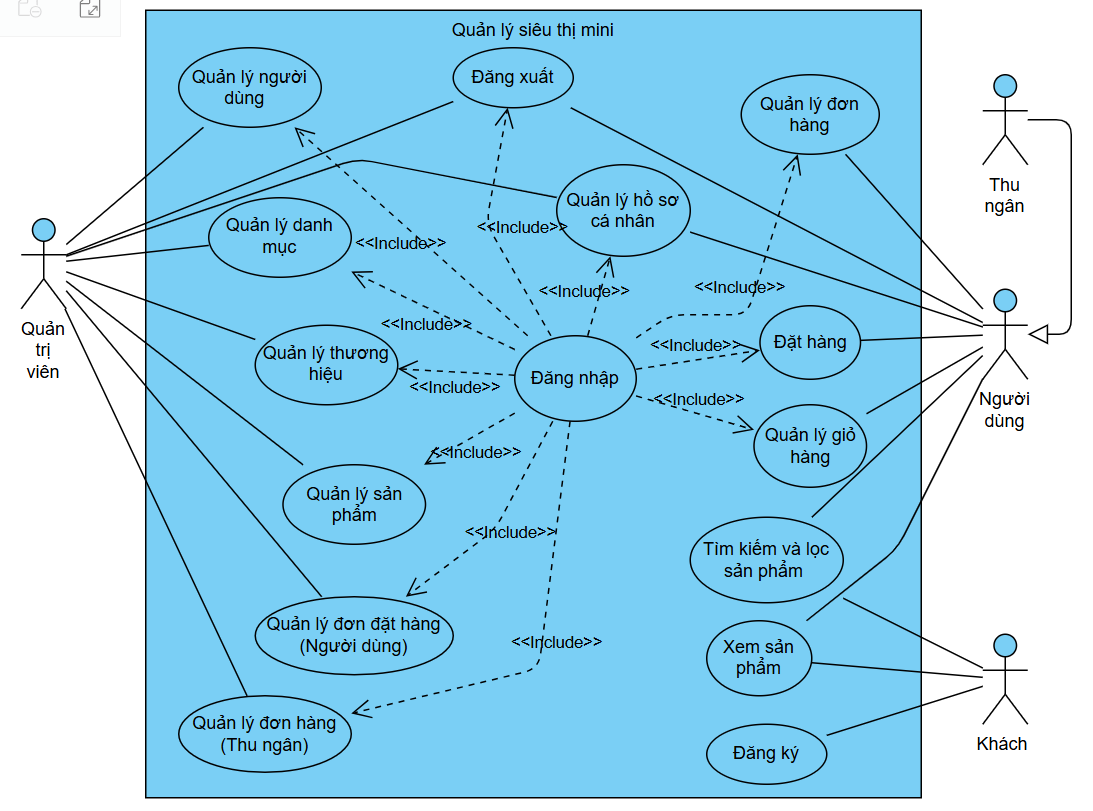 Quản lý siêu thị mini
Quản lý người
dùng
Đăng xuất
Quản lý đơn
hàng
Thu
ngân
Quản lý hồ sơ
cá nhân
Quản lý danh
mục
<<Include>>
<<Include>>
<<Include>>
<<Include>>
Quản
trị
viên
<<Include>>
<<Include>>
Đặt hàng
Quản lý thương
hiệu
Đăng nhập
<<Include>>
<<Include>>
Người
dùng
Quản lý giỏ
hàng
<<Include>>
Quản lý sản
phẩm
<<Include>>
Tìm kiếm và lọc
sản phẩm
Quản lý đơn đặt hàng
(Người dùng)
<<Include>>
Xem sản
phẩm
Quản lý đơn hàng
(Thu ngân)
Đăng ký
Khách